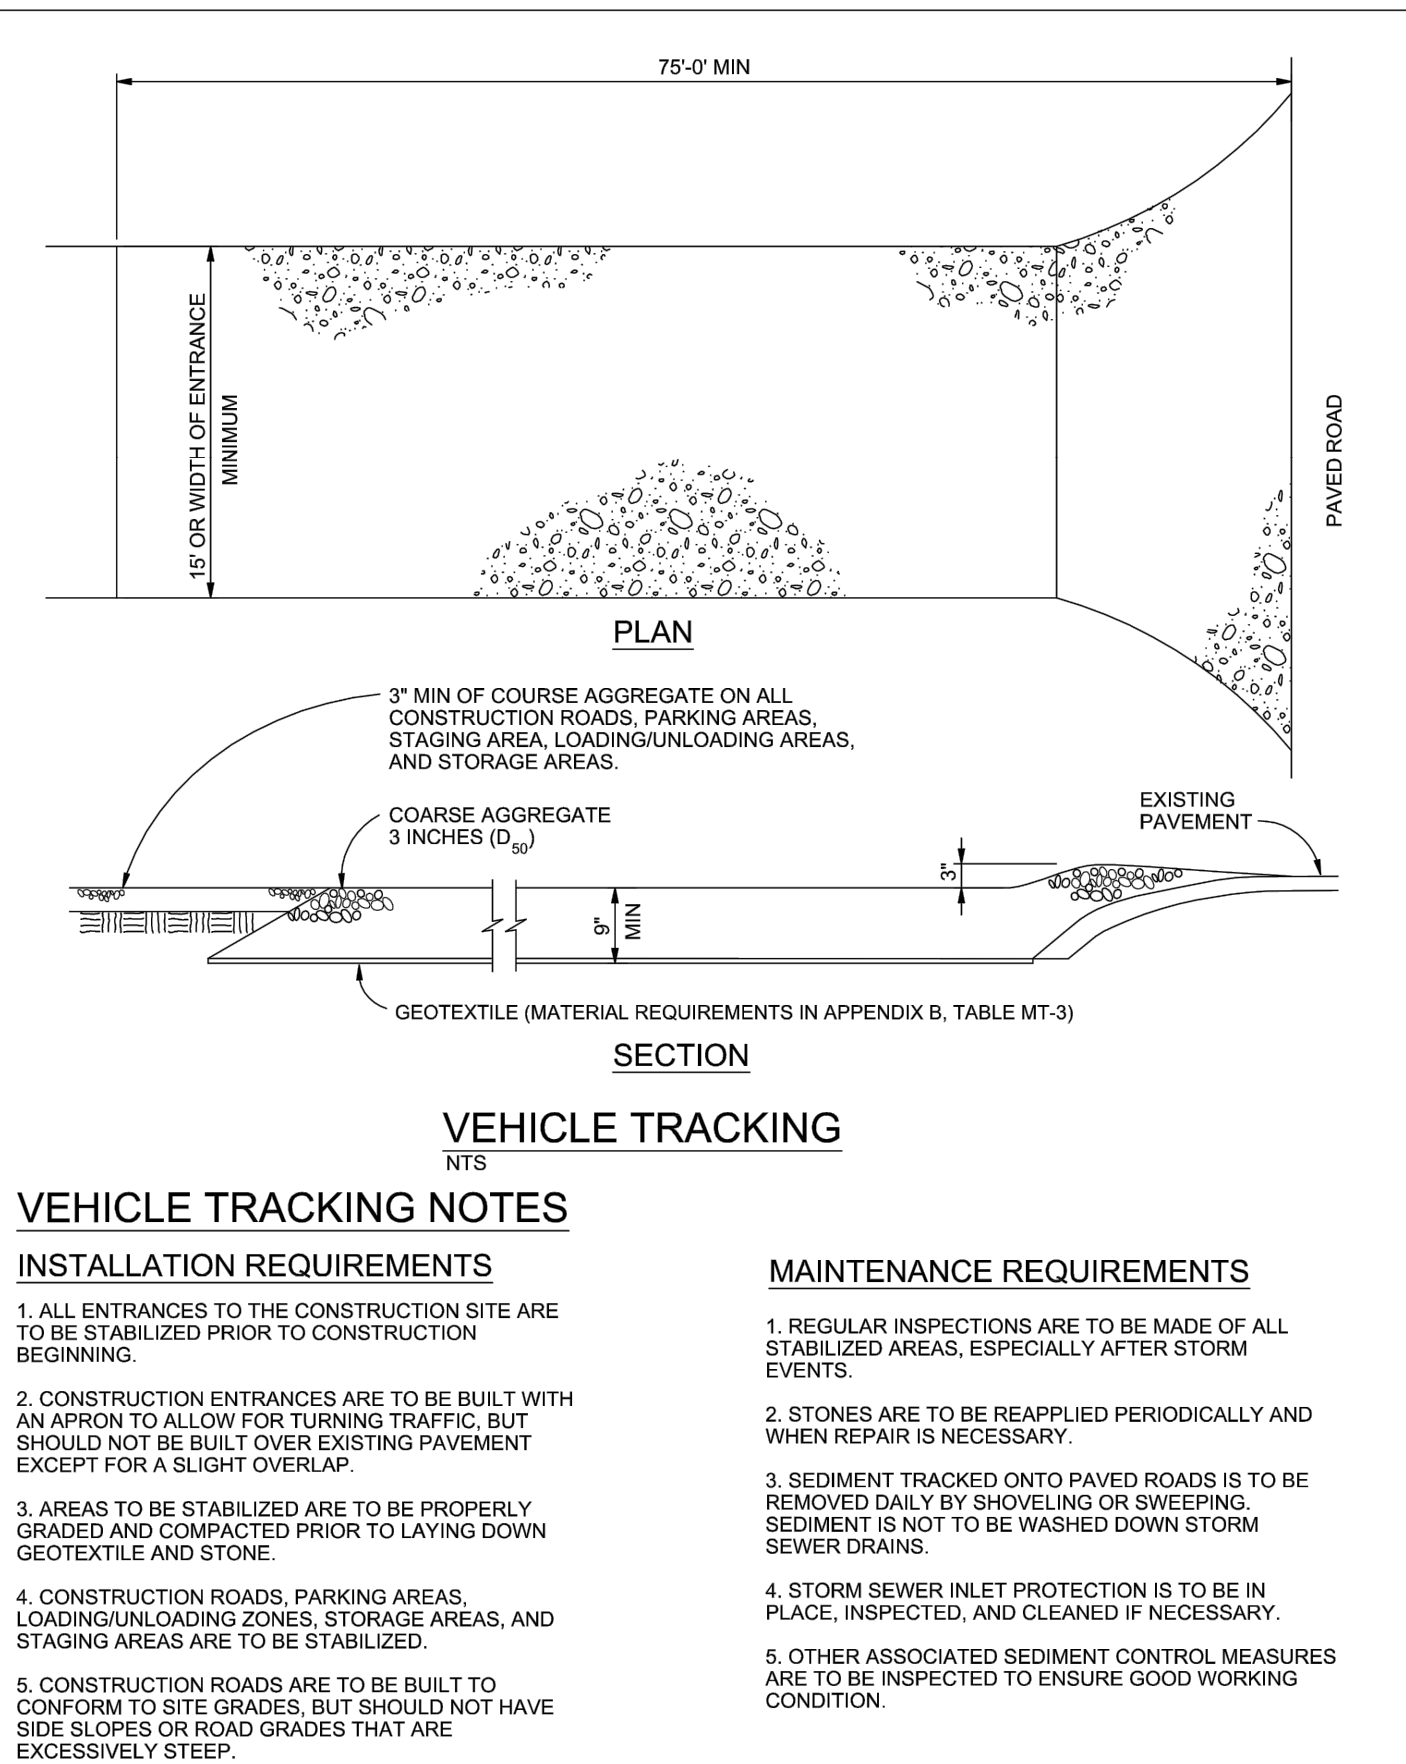 75'-0' MIN
15' OR WIDTH OF ENTRANCE
MINIMUM
PAVED ROAD
PLAN
3" MIN OF COURSE AGGREGATE ON ALL
CONSTRUCTION ROADS, PARKING AREAS,
STAGING AREA, LOADING/UNLOADING AREAS,
AND STORAGE AREAS.
COARSE AGGREGATE
3 INCHES (D50)
EXISTING
PAVEMENT
3"
9"
MIN
GEOTEXTILE (MATERIAL REQUIREMENTS IN APPENDIX B, TABLE MT-3)
SECTION
VEHICLE TRACKING
NTS
VEHICLE TRACKING NOTES
INSTALLATION REQUIREMENTS
1. ALL ENTRANCES TO THE CONSTRUCTION SITE ARE
TO BE STABILIZED PRIOR TO CONSTRUCTION
BEGINNING.
2. CONSTRUCTION ENTRANCES ARE TO BE BUILT WITH
AN APRON TO ALLOW FOR TURNING TRAFFIC, BUT
SHOULD NOT BE BUILT OVER EXISTING PAVEMENT
EXCEPT FOR A SLIGHT OVERLAP.
3. AREAS TO BE STABILIZED ARE TO BE PROPERLY
GRADED AND COMPACTED PRIOR TO LAYING DOWN
GEOTEXTILE AND STONE.
4. CONSTRUCTION ROADS, PARKING AREAS,
LOADING/UNLOADING ZONES, STORAGE AREAS, AND
STAGING AREAS ARE TO BE STABILIZED.
5. CONSTRUCTION ROADS ARE TO BE BUILT TO
CONFORM TO SITE GRADES, BUT SHOULD NOT HAVE
SIDE SLOPES OR ROAD GRADES THAT ARE
EXCESSIVELY STEEP.
MAINTENANCE REQUIREMENTS
1. REGULAR INSPECTIONS ARE TO BE MADE OF ALL
STABILIZED AREAS, ESPECIALLY AFTER STORM
EVENTS.
2. STONES ARE TO BE REAPPLIED PERIODICALLY AND
WHEN REPAIR IS NECESSARY.
3. SEDIMENT TRACKED ONTO PAVED ROADS IS TO BE
REMOVED DAILY BY SHOVELING OR SWEEPING.
SEDIMENT IS NOT TO BE WASHED DOWN STORM
SEWER DRAINS.
4. STORM SEWER INLET PROTECTION IS TO BE IN
PLACE, INSPECTED, AND CLEANED IF NECESSARY.
5. OTHER ASSOCIATED SEDIMENT CONTROL MEASURES
ARE TO BE INSPECTED TO ENSURE GOOD WORKING
CONDITION.